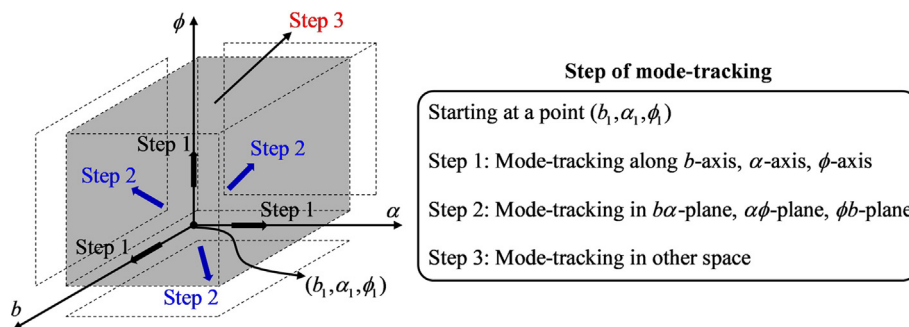 ϕ
Step 3
Step of mode-tracking
Starting at a point (b₁,α₁,ϕ₁)
Step 1
Step 2
Step 1: Mode-tracking along b-axis, α-axis, ϕ-axis
Step 2
Step 2: Mode-tracking in bα-plane, αϕ-plane, ϕb-plane
Step 1
α
Step 1
Step 3: Mode-tracking in other space
(b₁,α₁,ϕ₁)
Step 2
b